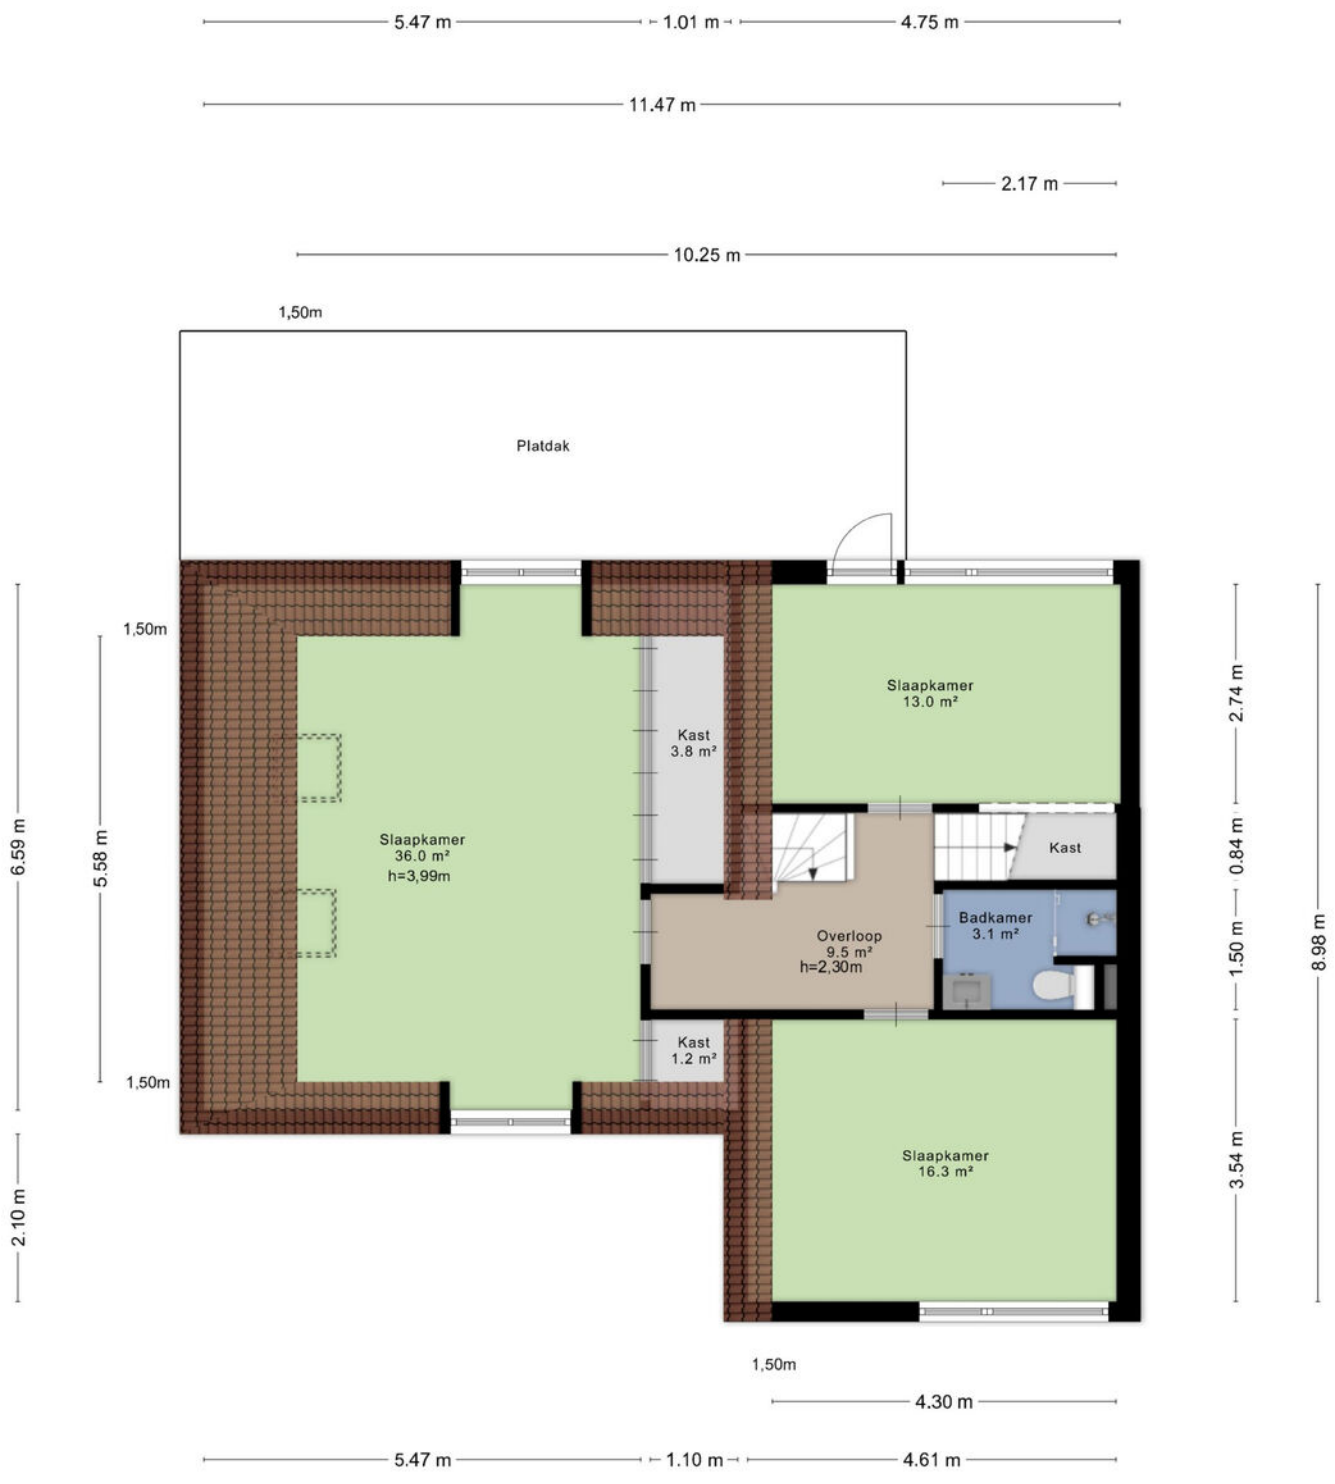 5.47 m
1.01 m
4.75 m
11.47 m
2.17 m
10.25 m
1,50m
Platdak
1,50m
Slaapkamer
13.0 m²
2.74 m
Kast
3.8 m²
6.59 m
5.58 m
Slaapkamer
36.0 m²
h=3,99m
Kast
0.84 m
Badkamer
3.1 m²
Overloop
9.5 m²
h=2,30m
1.50 m
8.98 m
Kast
1.2 m²
1,50m
Slaapkamer
16.3 m²
3.54 m
2.10 m
1,50m
4.30 m
5.47 m
1.10 m
4.61 m